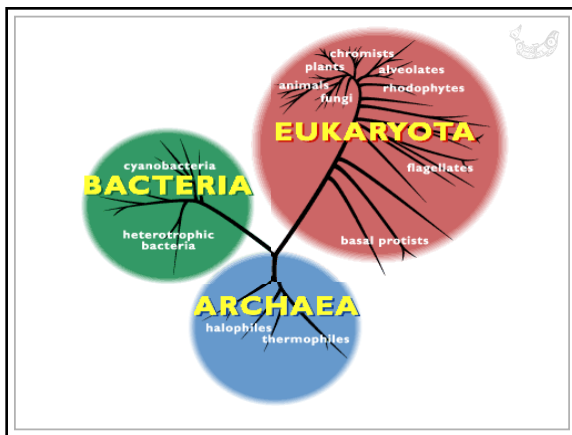 chromists
plants
alveolates
animals
rhodophytes
fungi
EUKARYOTA
cyanobacteria
flagellates
BACTERIA
heterotrophic
bacteria
basal protists
ARCHAEA
halophiles
thermophiles